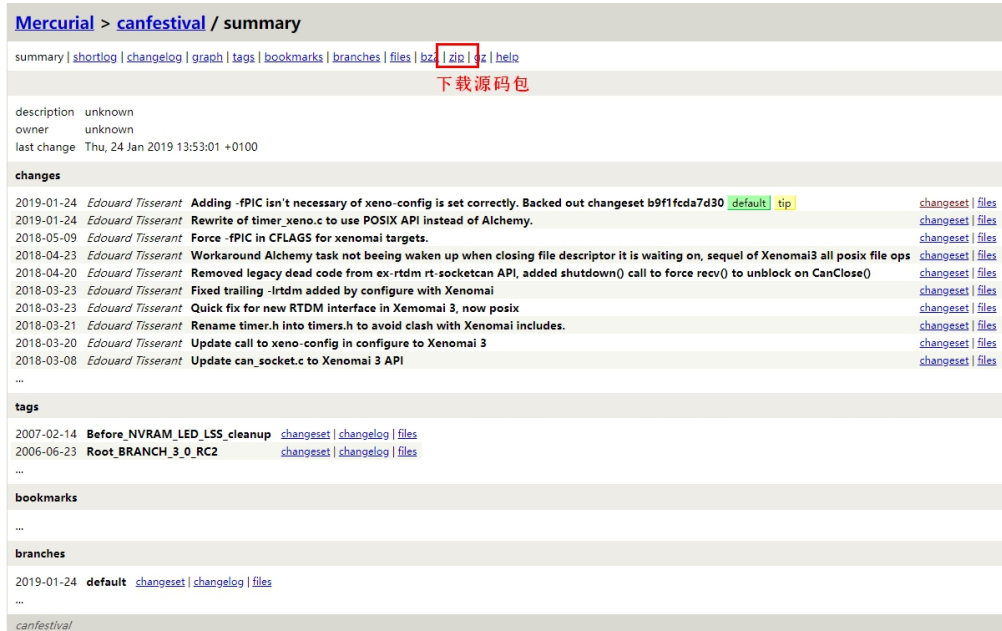 Mercurial > canfestival / summary
summary | shortlog | changelog | graph | tags | bookmarks | branches | files | bz2 | zip | gz | help
下载源码包
description unknown
owner unknown
last change Thu, 24 Jan 2019 13:53:01 +0100
changes
2019-01-24 Edouard Tisserant Adding -fPIC isn't necessary of xeno-config is set correctly. Backed out changeset b9f1fcda7d30 default tip changeset | files
2019-01-24 Edouard Tisserant Rewrite of timer_xeno.c to use POSIX API instead of Alchemy. changeset | files
2018-05-09 Edouard Tisserant Force -fPIC in CFLAGS for xenomai targets. changeset | files
2018-04-23 Edouard Tisserant Workaround Alchemy task not beeing waken up when closing file descriptor it is waiting on, sequel of Xenomai3 all posix file ops changeset | files
2018-04-20 Edouard Tisserant Removed legacy dead code from ex-rtdm rt-socketcan API, added shutdown() call to force recv() to unblock on CanClose() changeset | files
2018-03-23 Edouard Tisserant Fixed trailing -lrtdm added by configure with Xenomai changeset | files
2018-03-23 Edouard Tisserant Quick fix for new RTDM interface in Xemomai 3, now posix changeset | files
2018-03-21 Edouard Tisserant Rename timer.h into timers.h to avoid clash with Xenomai includes. changeset | files
2018-03-20 Edouard Tisserant Update call to xeno-config in configure to Xenomai 3 changeset | files
2018-03-08 Edouard Tisserant Update can_socket.c to Xenomai 3 API changeset | files
...
tags
2007-02-14 Before_NVRAM_LED_LSS_cleanup changeset | changelog | files
2006-06-23 Root_BRANCH_3_0_RC2 changeset | changelog | files
...
bookmarks
...
branches
2019-01-24 default changeset | changelog | files
...
canfestival